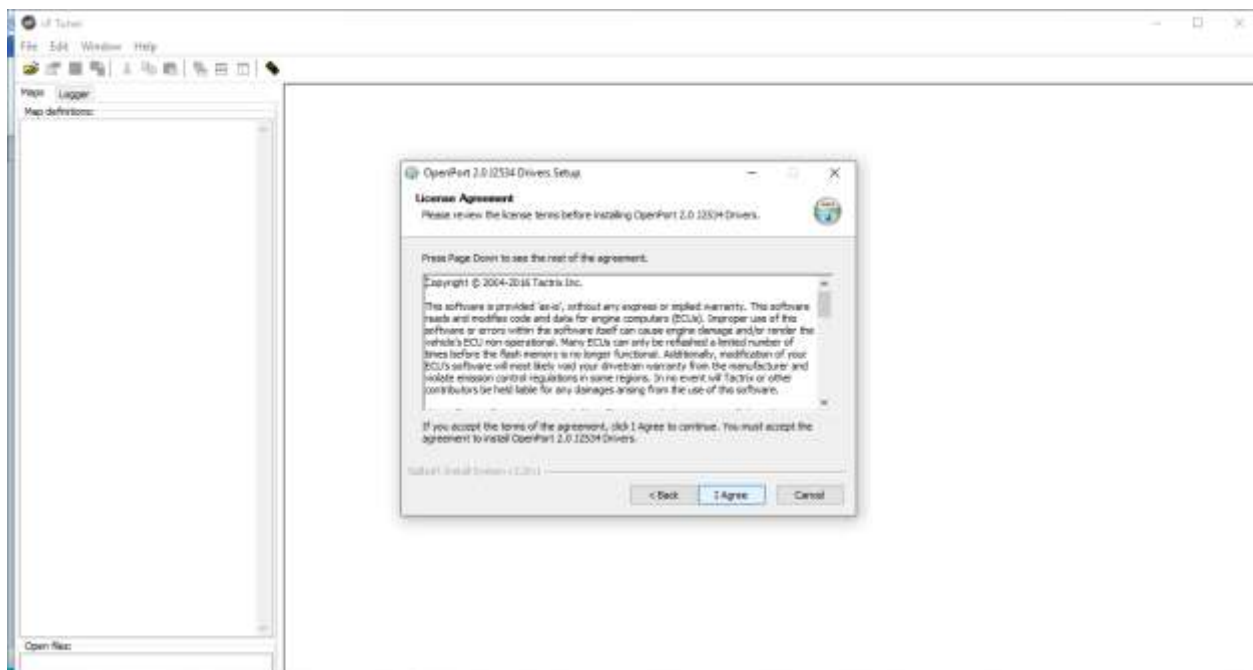 File Edit Window Help
Maps Logger
Map definitions:
OpenPort 2.0 J2534 Drivers Setup
License Agreement
Please review the license terms before installing OpenPort 2.0 J2534 Drivers.
Press Page Down to see the rest of the agreement.
Copyright © 2004-2016 Tactrix Inc.
This software is provided 'as-is', without any express or implied warranty. This software
reads and modifies code and data for engine computers (ECUs). Improper use of this
software or errors within the software itself can cause engine damage and/or render the
vehicle's ECU non operational. Many ECUs can only be reflashed a limited number of
times before the flash memory is no longer functional. Additionally, modification of your
ECU's software will most likely void your drivetrain warranty from the manufacturer and
violate emission control regulations in some regions. In no event will Tactrix or other
contributors be held liable for any damages arising from the use of this software.
If you accept the terms of the agreement, click I Agree to continue. You must accept the
agreement to install OpenPort 2.0 J2534 Drivers.
Nullsoft Install System
< Back I Agree Cancel
Open files: